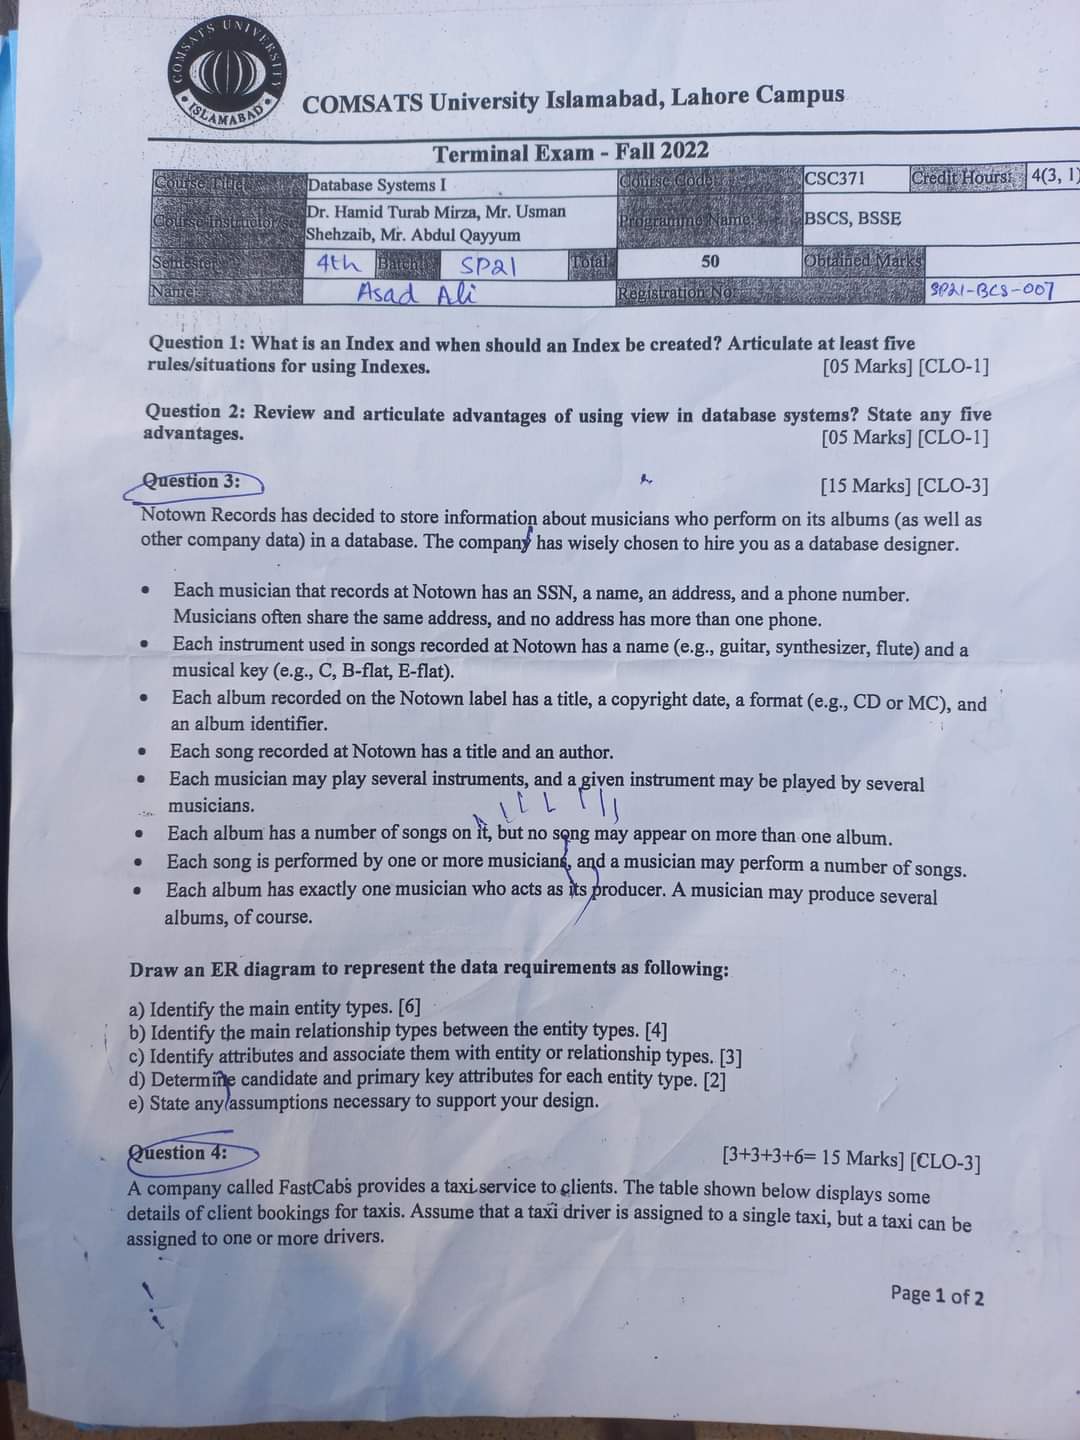 COMSATS UNIVERSITY
ISLAMABAD
COMSATS University Islamabad, Lahore Campus
Terminal Exam - Fall 2022
Course Title: Database Systems I Course Code: CSC371 Credit Hours: 4(3, 1)
Course Instructor/s: Dr. Hamid Turab Mirza, Mr. Usman Shehzaib, Mr. Abdul Qayyum Programme Name: BSCS, BSSE
Semester: 4th Batch: SP21 Total 50 Obtained Marks
Name: Asad Ali Registration No: SP21-BCS-007
Question 1: What is an Index and when should an Index be created? Articulate at least five
rules/situations for using Indexes. [05 Marks] [CLO-1]
Question 2: Review and articulate advantages of using view in database systems? State any five
advantages. [05 Marks] [CLO-1]
Question 3: [15 Marks] [CLO-3]
Notown Records has decided to store information about musicians who perform on its albums (as well as
other company data) in a database. The company has wisely chosen to hire you as a database designer.
• Each musician that records at Notown has an SSN, a name, an address, and a phone number.
Musicians often share the same address, and no address has more than one phone.
• Each instrument used in songs recorded at Notown has a name (e.g., guitar, synthesizer, flute) and a
musical key (e.g., C, B-flat, E-flat).
• Each album recorded on the Notown label has a title, a copyright date, a format (e.g., CD or MC), and
an album identifier.
• Each song recorded at Notown has a title and an author.
• Each musician may play several instruments, and a given instrument may be played by several
musicians.
• Each album has a number of songs on it, but no song may appear on more than one album.
• Each song is performed by one or more musicians, and a musician may perform a number of songs.
• Each album has exactly one musician who acts as its producer. A musician may produce several
albums, of course.
Draw an ER diagram to represent the data requirements as following:
a) Identify the main entity types. [6]
b) Identify the main relationship types between the entity types. [4]
c) Identify attributes and associate them with entity or relationship types. [3]
d) Determine candidate and primary key attributes for each entity type. [2]
e) State any assumptions necessary to support your design.
Question 4: [3+3+3+6= 15 Marks] [CLO-3]
A company called FastCabs provides a taxi service to clients. The table shown below displays some
details of client bookings for taxis. Assume that a taxi driver is assigned to a single taxi, but a taxi can be
assigned to one or more drivers.
Page 1 of 2